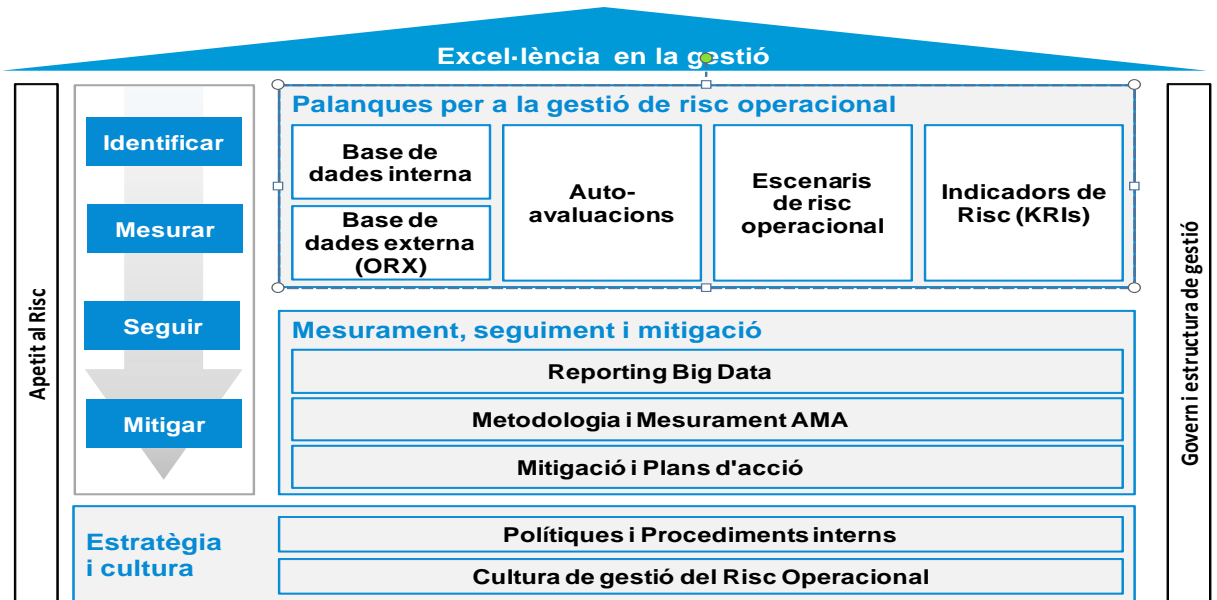 Excel·lència en la gestió
Apetit al Risc
Identificar
Mesurar
Seguir
Mitigar
Palanques per a la gestió de risc operacional
Base de
dades interna
Base de
dades externa
(ORX)
Auto-
avaluacions
Escenaris
de risc
operacional
Indicadors de
Risc (KRIs)
Mesurament, seguiment i mitigació
Reporting Big Data
Metodologia i Mesurament AMA
Mitigació i Plans d'acció
Estratègia
i cultura
Polítiques i Procediments interns
Cultura de gestió del Risc Operacional
Govern i estructura de gestió